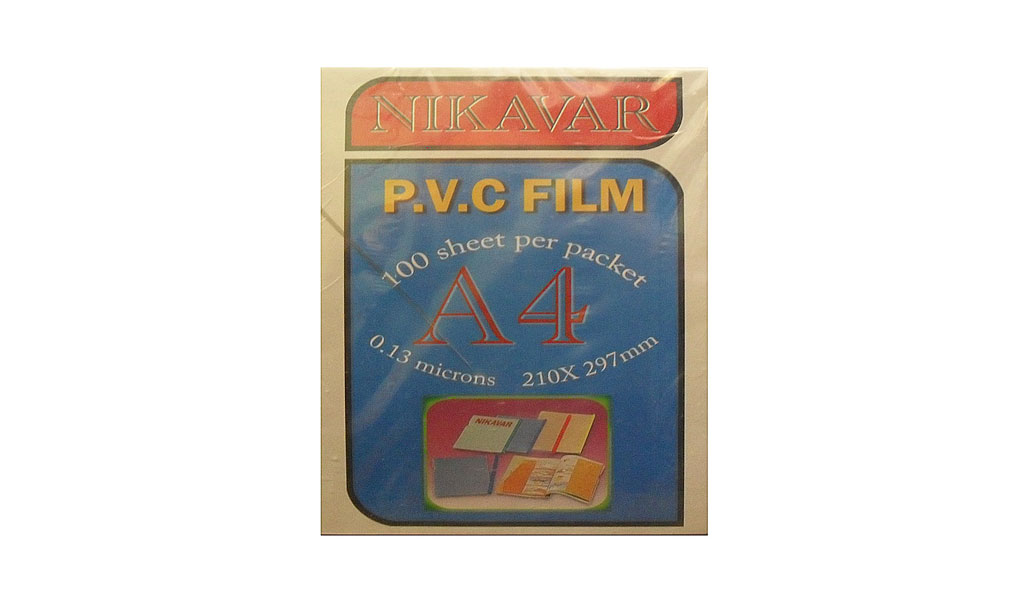 NIKAVAR
P.V.C FILM
100 sheet per packet
A4
0.13 microns 210X 297mm
NIKAVAR